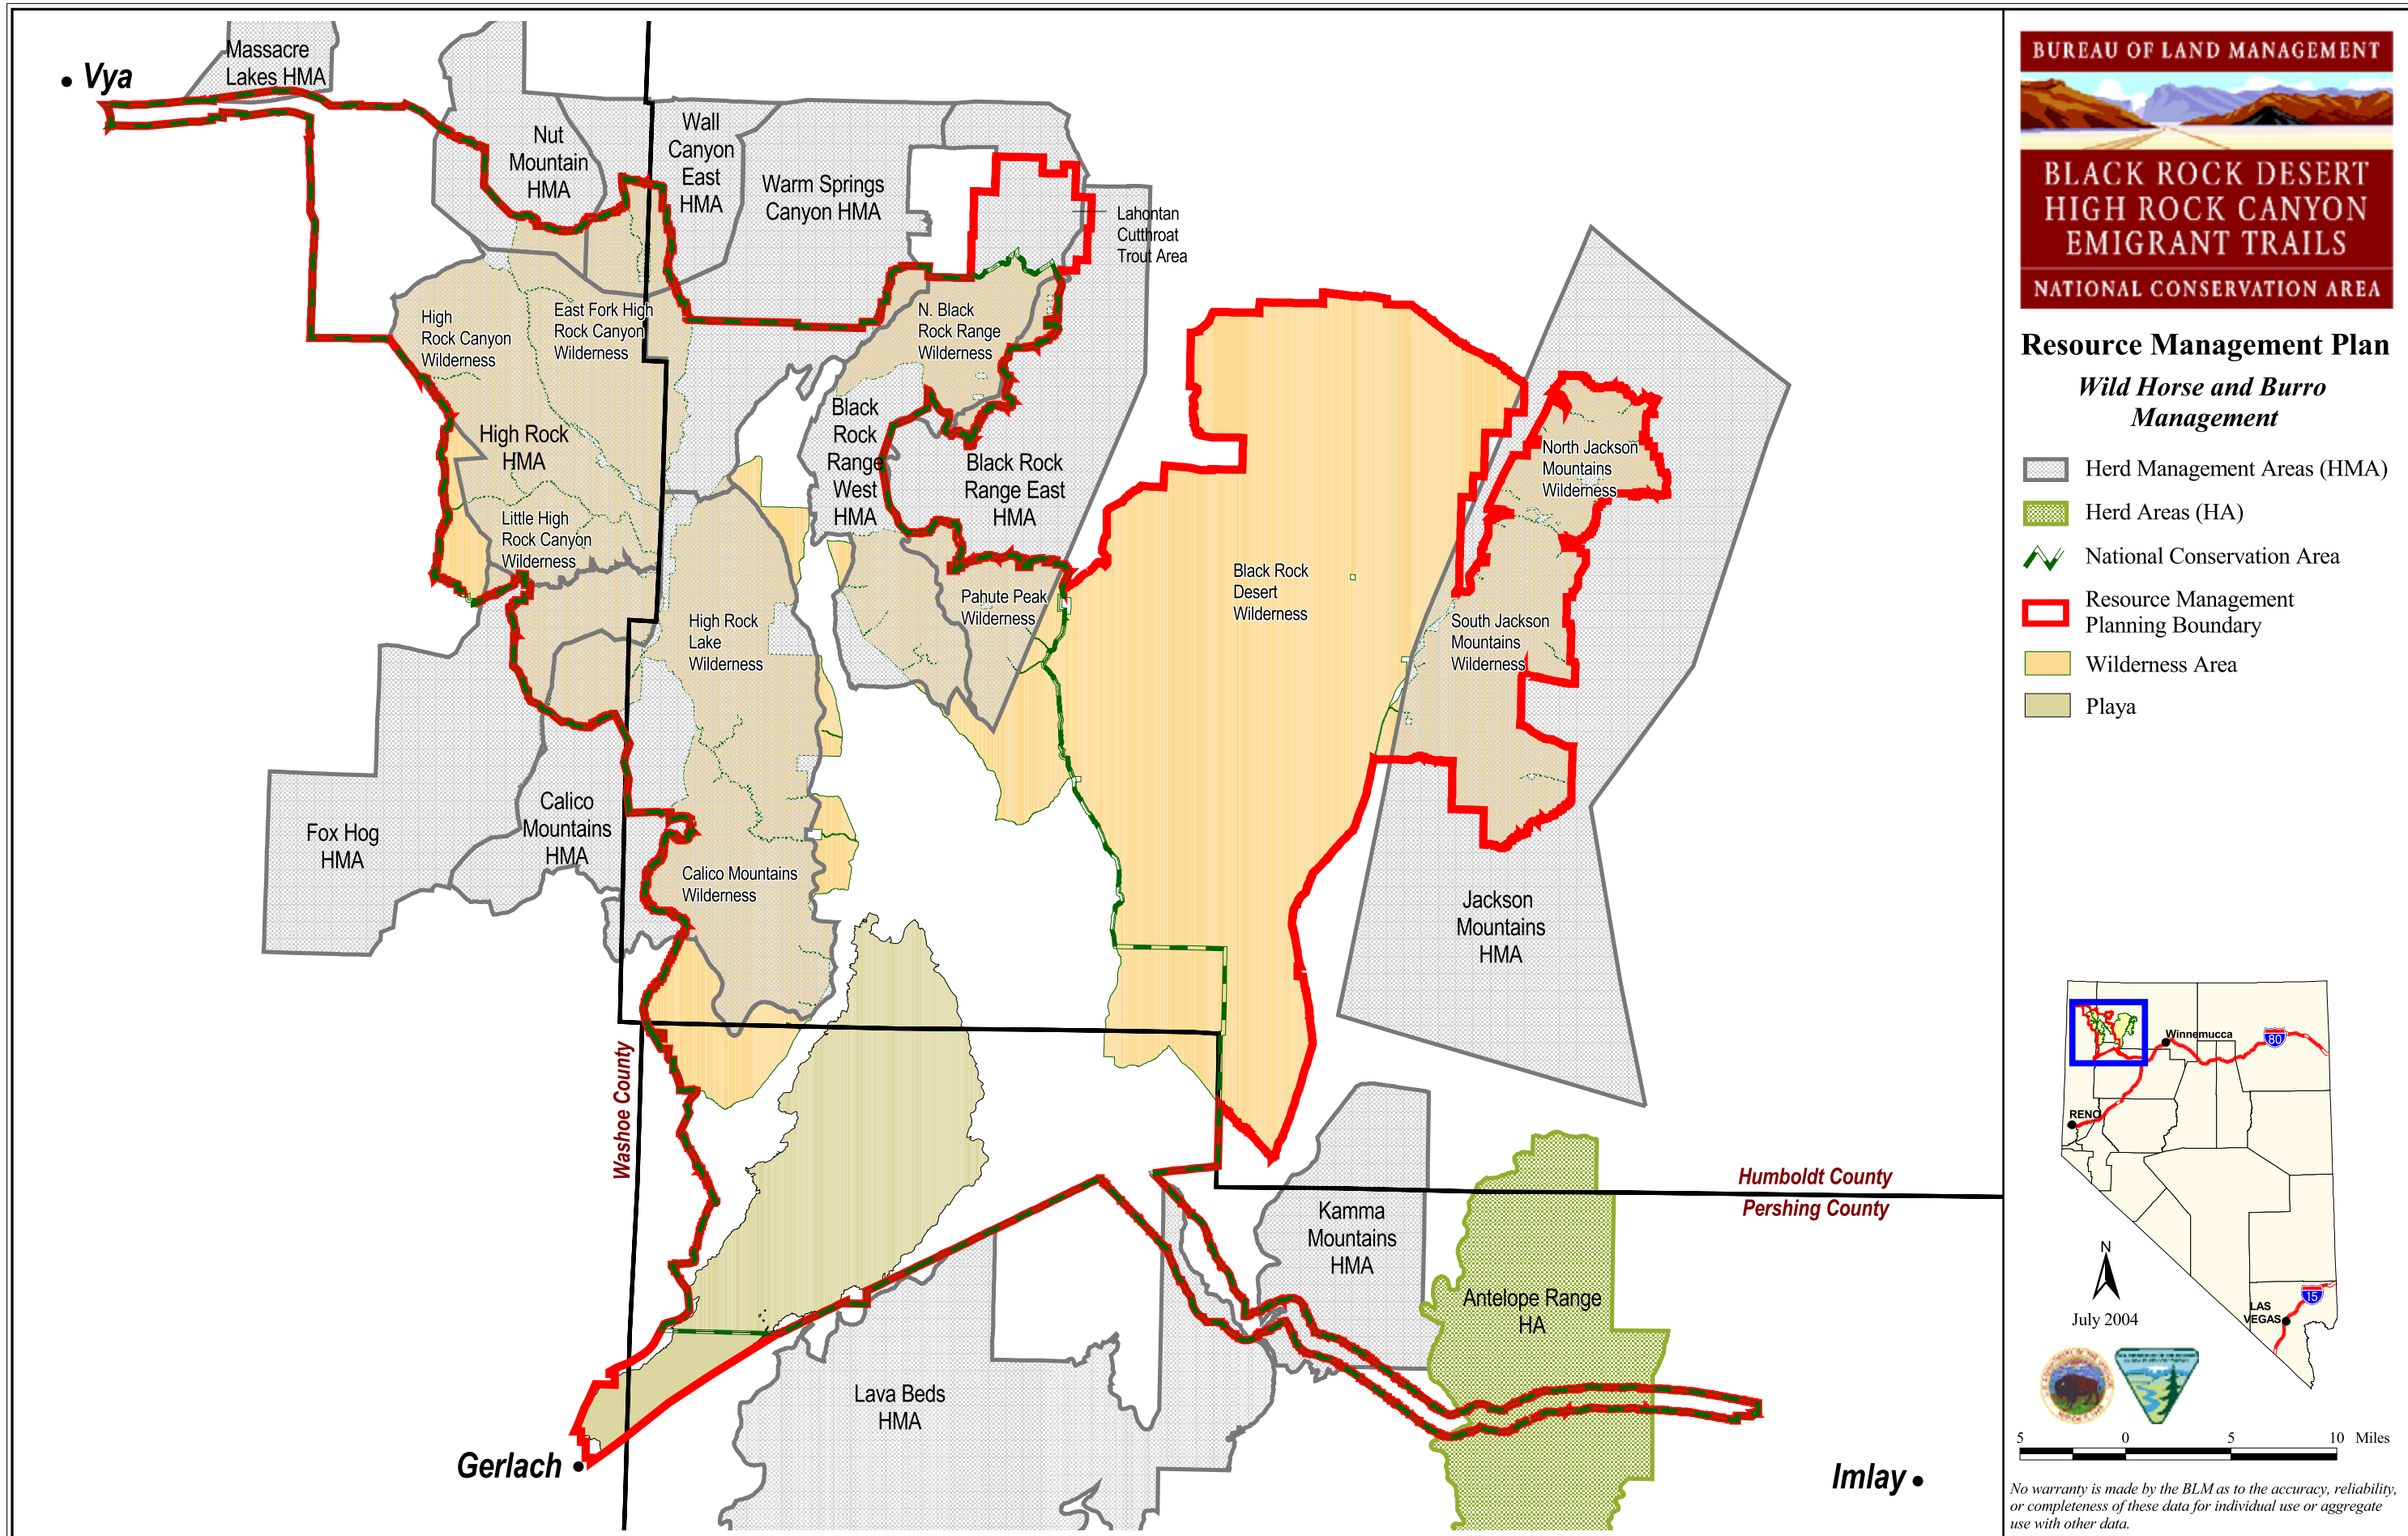 Vya
Massacre
Lakes HMA
Nut
Mountain
HMA
Wall
Canyon
East
HMA
Warm Springs
Canyon HMA
Lahontan
Cutthroat
Trout Area
High
Rock Canyon
Wilderness
East Fork High
Rock Canyon
Wilderness
N. Black
Rock Range
Wilderness
High Rock
HMA
Black
Rock
Range
West
HMA
Black Rock
Range East
HMA
North Jackson
Mountains
Wilderness
Little High
Rock Canyon
Wilderness
High Rock
Lake
Wilderness
Pahute Peak
Wilderness
Black Rock
Desert
Wilderness
South Jackson
Mountains
Wilderness
Fox Hog
HMA
Calico
Mountains
HMA
Calico Mountains
Wilderness
Jackson
Mountains
HMA
Washoe County
Humboldt County
Pershing County
Kamma
Mountains
HMA
Antelope Range
HA
Lava Beds
HMA
Gerlach
Imlay
BUREAU OF LAND MANAGEMENT
BLACK ROCK DESERT
HIGH ROCK CANYON
EMIGRANT TRAILS
NATIONAL CONSERVATION AREA
Resource Management Plan
Wild Horse and Burro
Management
Herd Management Areas (HMA)
Herd Areas (HA)
National Conservation Area
Resource Management
Planning Boundary
Wilderness Area
Playa
Winnemucca
80
RENO
LAS
VEGAS
15
N
July 2004
5 0 5 10 Miles
No warranty is made by the BLM as to the accuracy, reliability,
or completeness of these data for individual use or aggregate
use with other data.